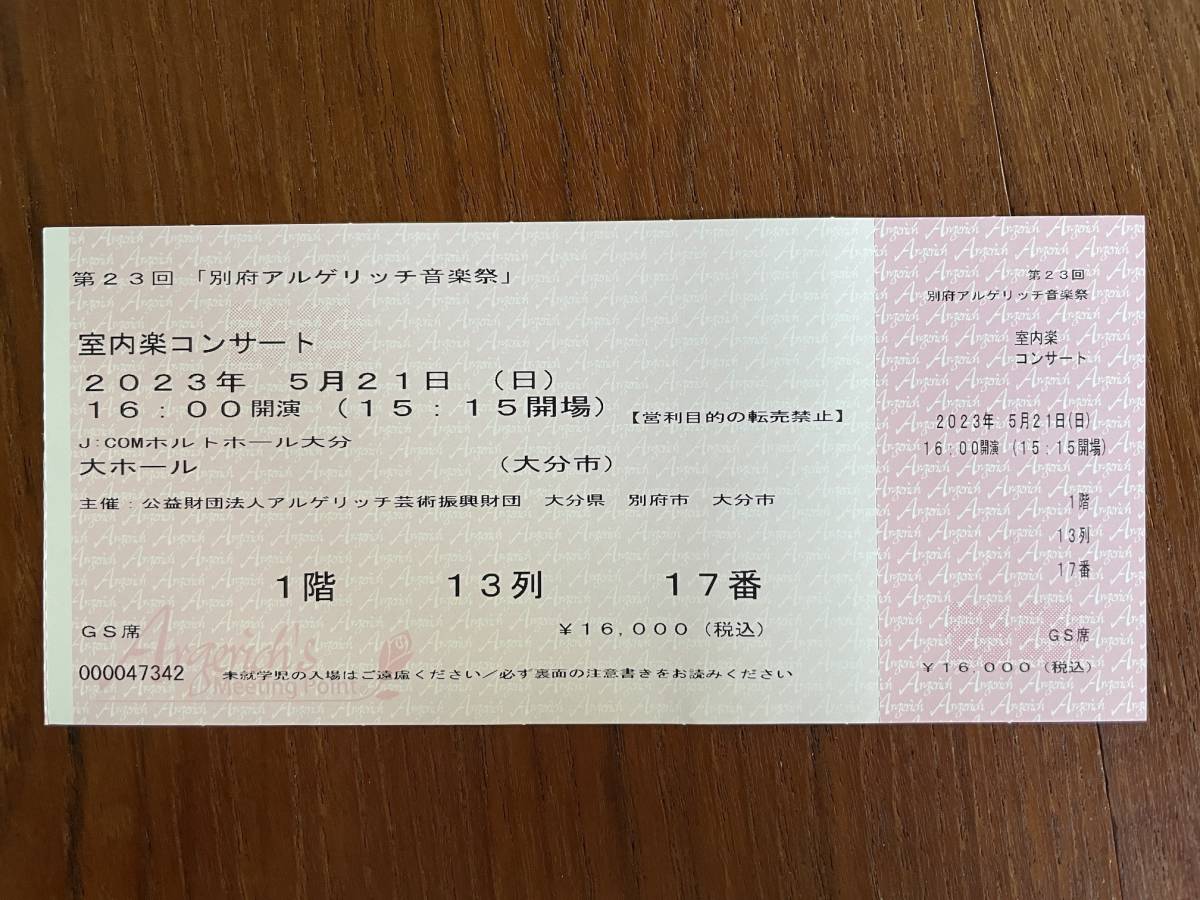 第２３回 「別府アルゲリッチ音楽祭」
室内楽コンサート
２０２３年　５月２１日　（日）
１６：００開演　（１５：１５開場）　【営利目的の転売禁止】
J:COMホルトホール大分
大ホール　（大分市）
主催：公益財団法人アルゲリッチ芸術振興財団　大分県　別府市　大分市
１階　１３列　１７番
ＧＳ席　￥１６，０００（税込）
000047342　未就学児の入場はご遠慮ください／必ず裏面の注意書きをお読みください
Argerich's
Meeting Point
第２３回
別府アルゲリッチ音楽祭
室内楽
コンサート
2023年 5月21日(日)
16:00開演 (15:15開場)
1階
13列
17番
ＧＳ席
￥１６，０００（税込）